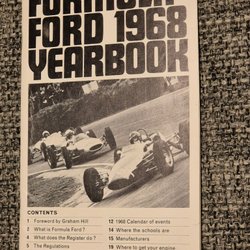 FORMULA
FORD 1968
YEARBOOK
CONTENTS
1 Foreword by Graham Hill
2 What is Formula Ford?
4 What does the Register do?
5 The Regulations
12 1968 Calendar of events
14 Where the schools are
15 Manufacturers
19 Where to get your engine